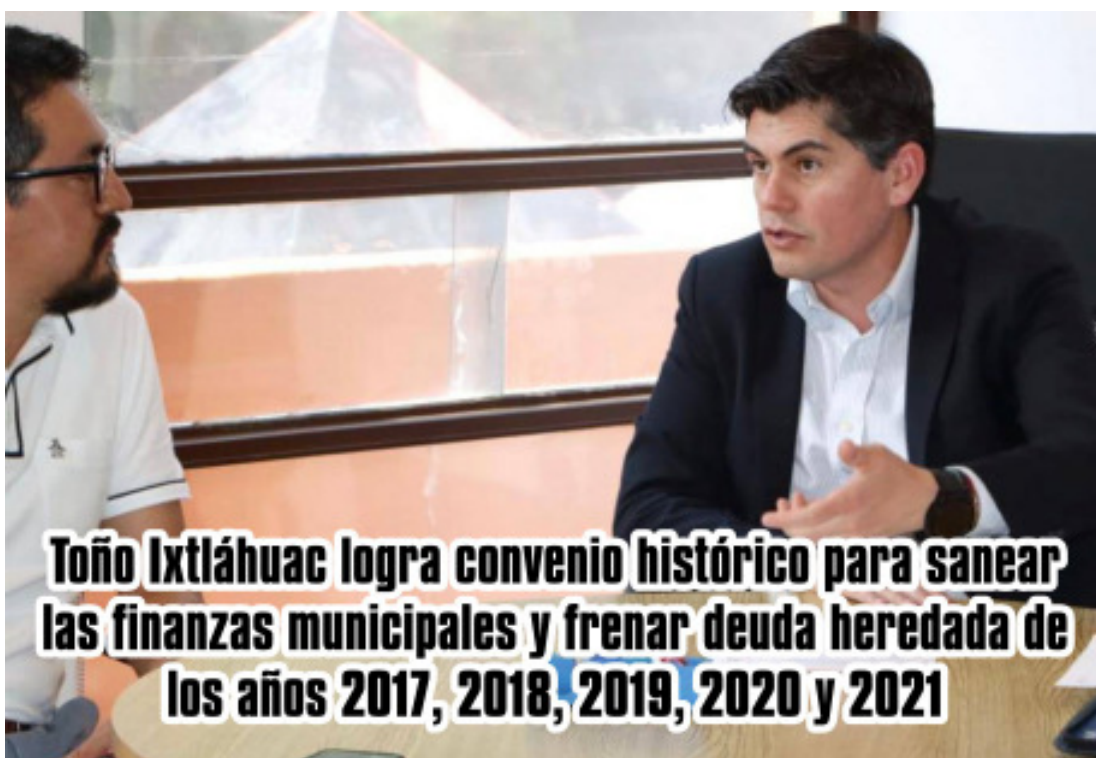 Toño Ixtláhuac logra convenio histórico para sanear
las finanzas municipales y frenar deuda heredada de
los años 2017, 2018, 2019, 2020 y 2021